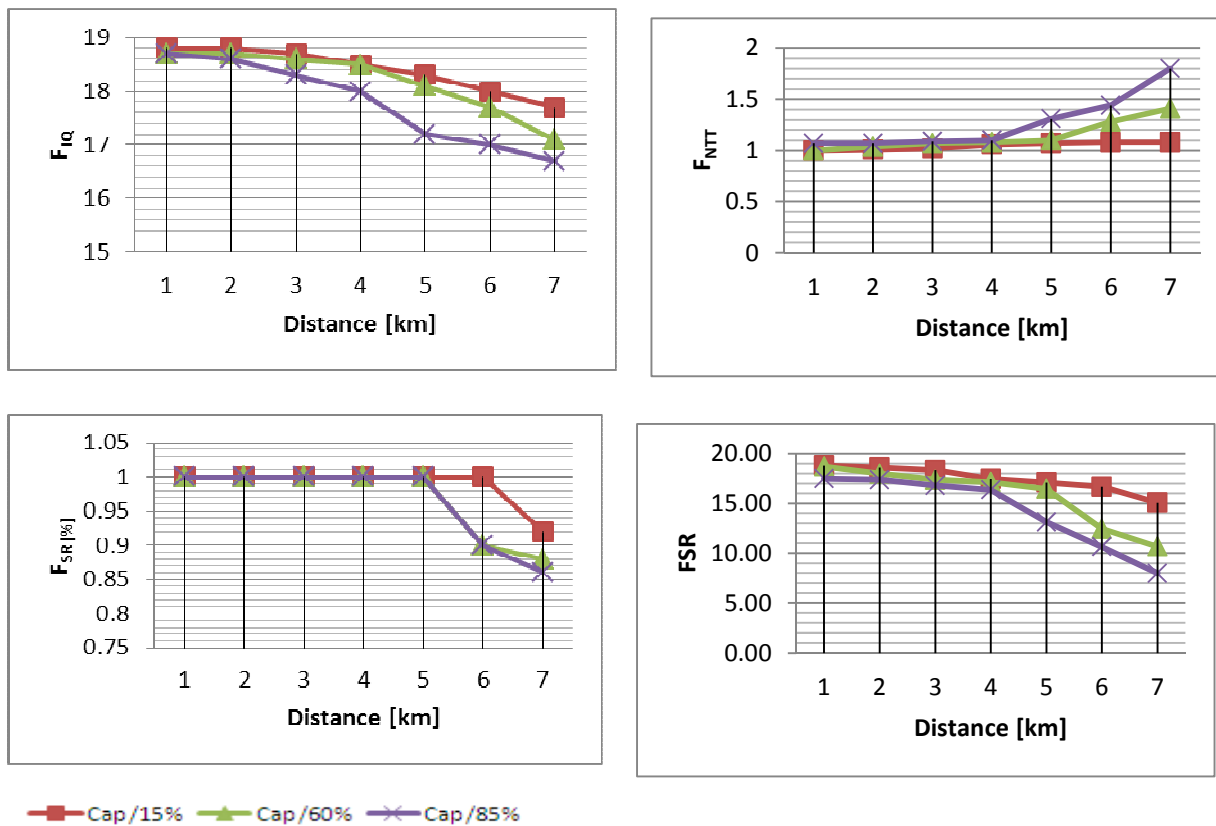 19
18
17
16
15
F_IQ
1 2 3 4 5 6 7
Distance [km]
2
1.5
1
0.5
0
F_NTT
1 2 3 4 5 6 7
Distance [km]
1.05
1
0.95
0.9
0.85
0.8
0.75
F_SR[%]
1 2 3 4 5 6 7
Distance [km]
20.00
15.00
10.00
5.00
0.00
FSR
1 2 3 4 5 6 7
Distance [km]
Cap/15% Cap/60% Cap/85%